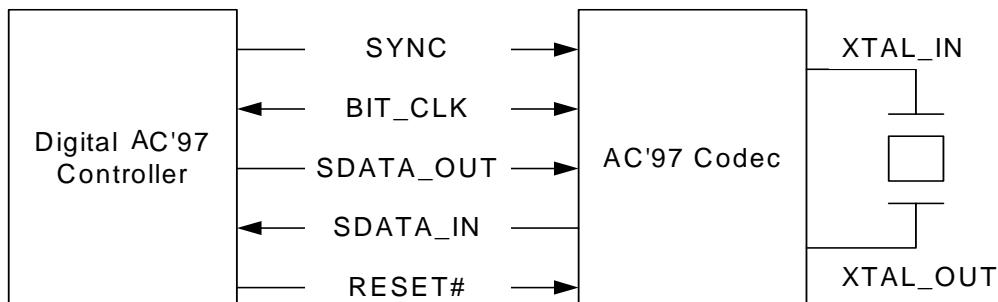 SYNC
XTAL_IN
BIT_CLK
Digital AC'97
Controller
AC'97 Codec
SDATA_OUT
SDATA_IN
XTAL_OUT
RESET#